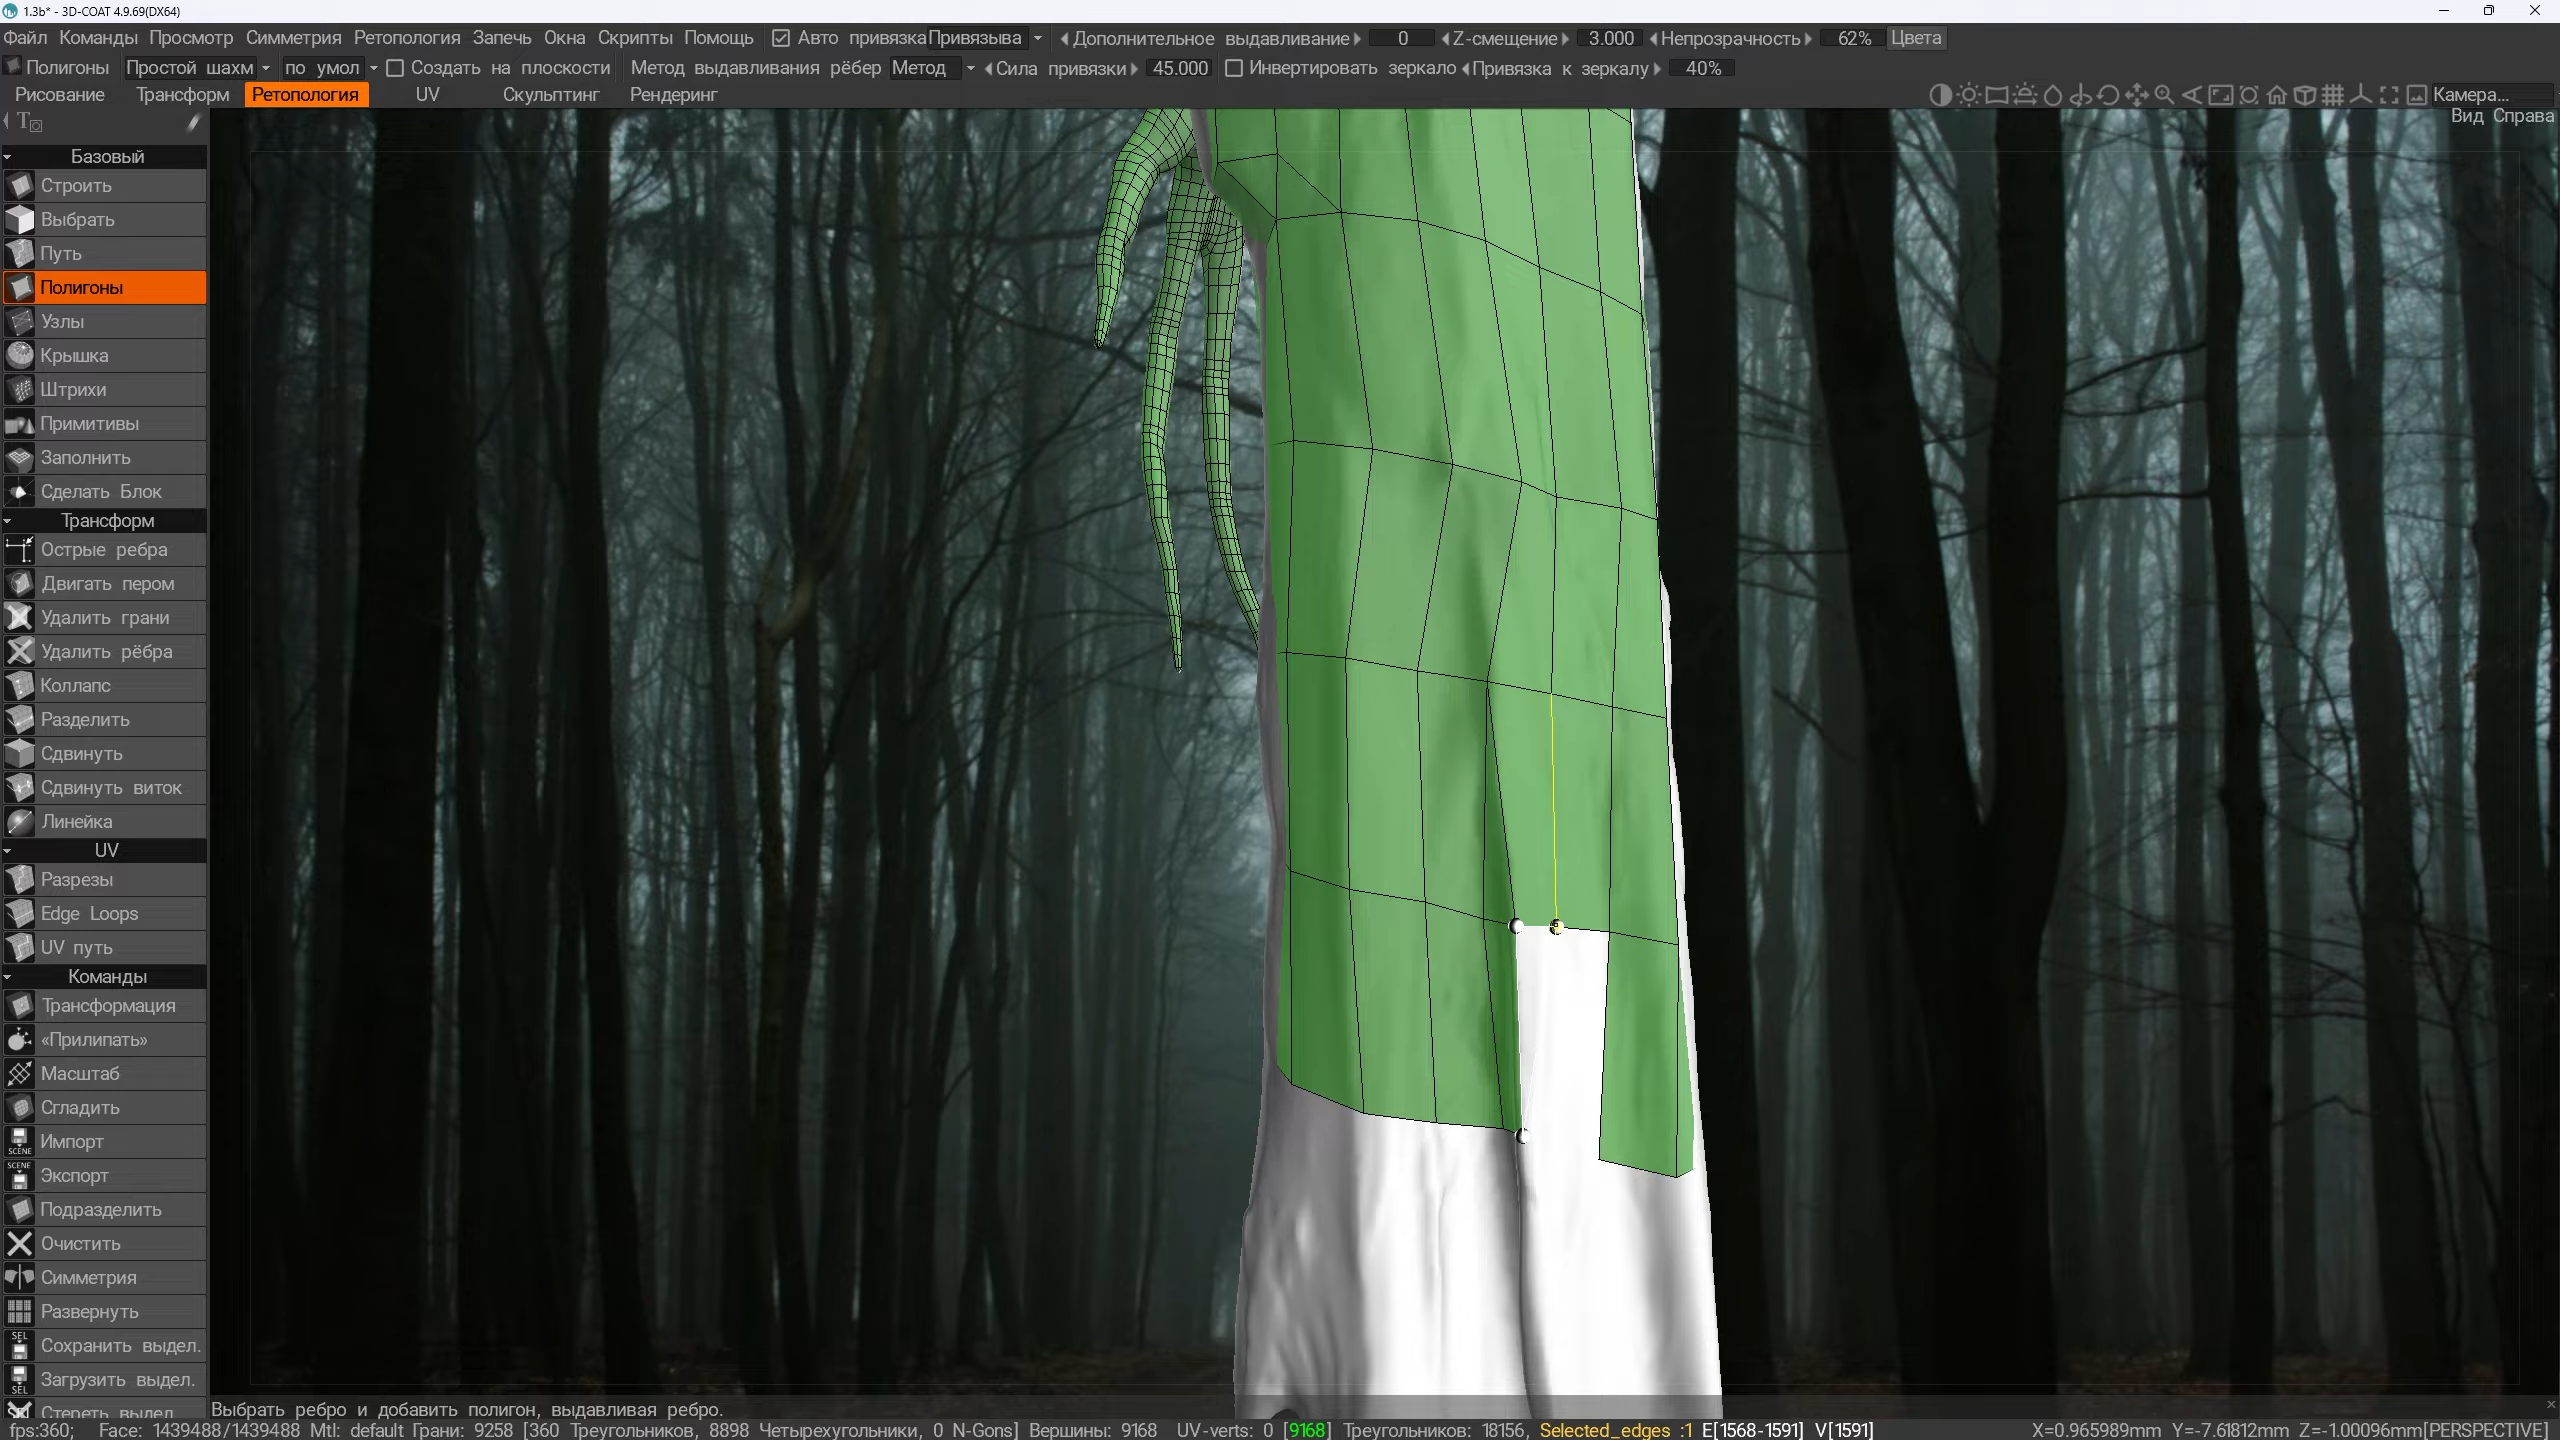 1.3b* - 3D-COAT 4.9.69(DX64)
Файл Команды Просмотр Симметрия Ретопология Запечь Окна Скрипты Помощь Авто привязка Привязыва Дополнительное выдавливание 0 Z-смещение 3.000 Непрозрачность 62% Цвета
Полигоны Простой шахм по умол Создать на плоскости Метод выдавливания рёбер Метод Сила привязки 45.000 Инвертировать зеркало Привязка к зеркалу 40%
Рисование Трансформ Ретопология UV Скульптинг Рендеринг Камера...
Вид Справа
Базовый
Строить
Выбрать
Путь
Полигоны
Узлы
Крышка
Штрихи
Примитивы
Заполнить
Сделать Блок
Трансформ
Острые ребра
Двигать пером
Удалить грани
Удалить рёбра
Коллапс
Разделить
Сдвинуть
Сдвинуть виток
Линейка
UV
Разрезы
Edge Loops
UV путь
Команды
Трансформация
«Прилипать»
Масштаб
Сгладить
SCENE Импорт
SCENE Экспорт
Подразделить
Очистить
Симметрия
Развернуть
SEL Сохранить выдел.
SEL Загрузить выдел.
Стереть выдел.
Выбрать ребро и добавить полигон, выдавливая ребро.
fps:360; Face: 1439488/1439488 Mtl: default Грани: 9258 [360 Треугольников, 8898 Четырехугольники, 0 N-Gons] Вершины: 9168 UV-verts: 0 [9168] Треугольников: 18156, Selected_edges :1 E[1568-1591] V[1591] X=0.965989mm Y=-7.61812mm Z=-1.00096mm[PERSPECTIVE]